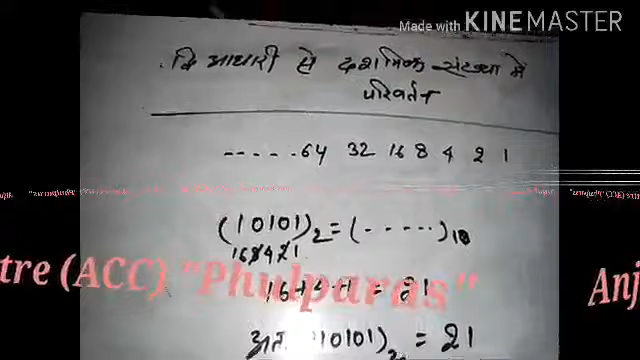 Made with KINEMASTER
द्विआधारी से दशमिक संख्या में
परिवर्तन
-----64 32 16 8 4 2 1
(10101)₂=(-----)₁₀
16 8 4 2 1
tre (ACC) "Phulparas" Anj
16+4+1 = 21
अतः (10101)₂ = 21